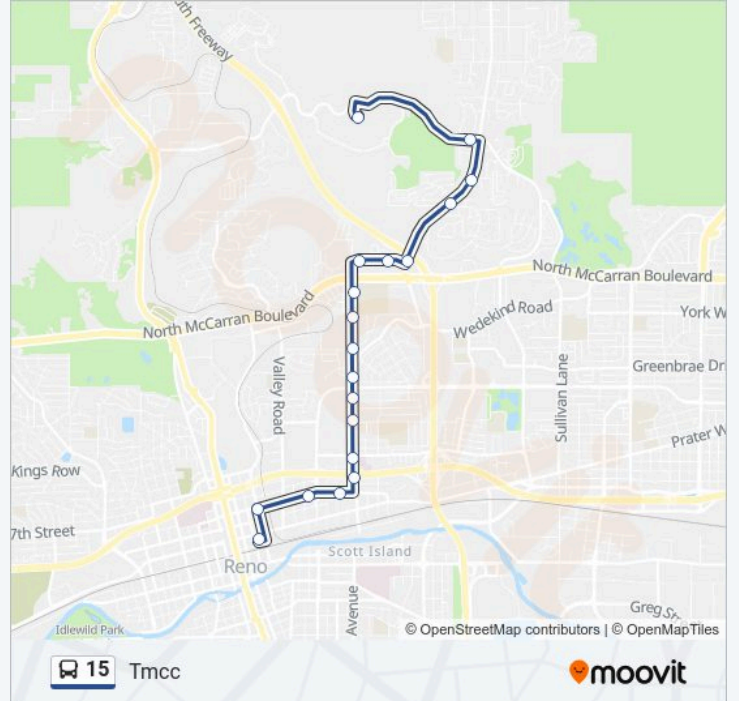 uth Freeway
North McCarran Boulevard
North McCarran Boulevard
Wedekind Road
York W
Valley Road
Sullivan Lane
Greenbrae Dr
Prater W
Kings Row
7th Street
Scott Island
Reno
Avenue
Greg St
Idlewild Park
© OpenStreetMap contributors | © OpenMapTiles
15 Tmcc
moovit